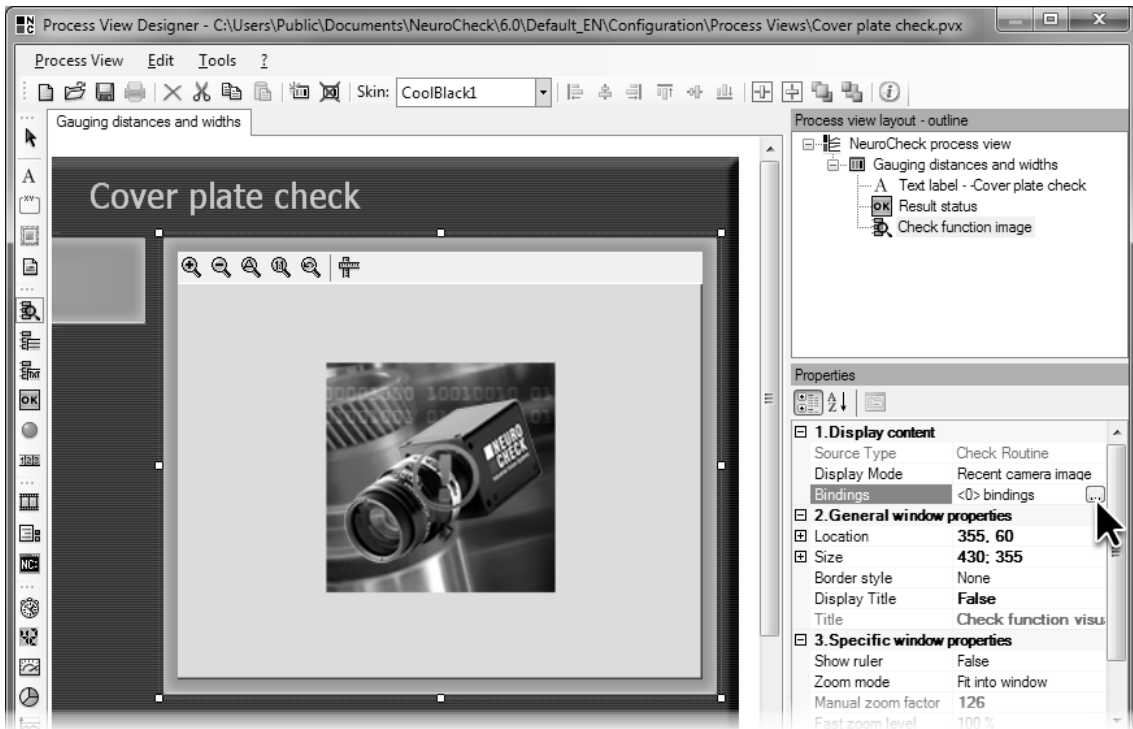 Process View Designer - C:\Users\Public\Documents\NeuroCheck\6.0\Default_EN\Configuration\Process Views\Cover plate check.pvx
Process View Edit Tools ?
Skin: CoolBlack1
Gauging distances and widths
Cover plate check
NEURO
CHECK
Process view layout - outline
NeuroCheck process view
Gauging distances and widths
A Text label - -Cover plate check
OK Result status
Check function image
Properties
1.Display content
Source Type Check Routine
Display Mode Recent camera image
Bindings <0> bindings ...
2.General window properties
Location 355, 60
Size 430; 355
Border style None
Display Title False
Title Check function visu
3.Specific window properties
Show ruler False
Zoom mode Fit into window
Manual zoom factor 126
Fast zoom level 100 %